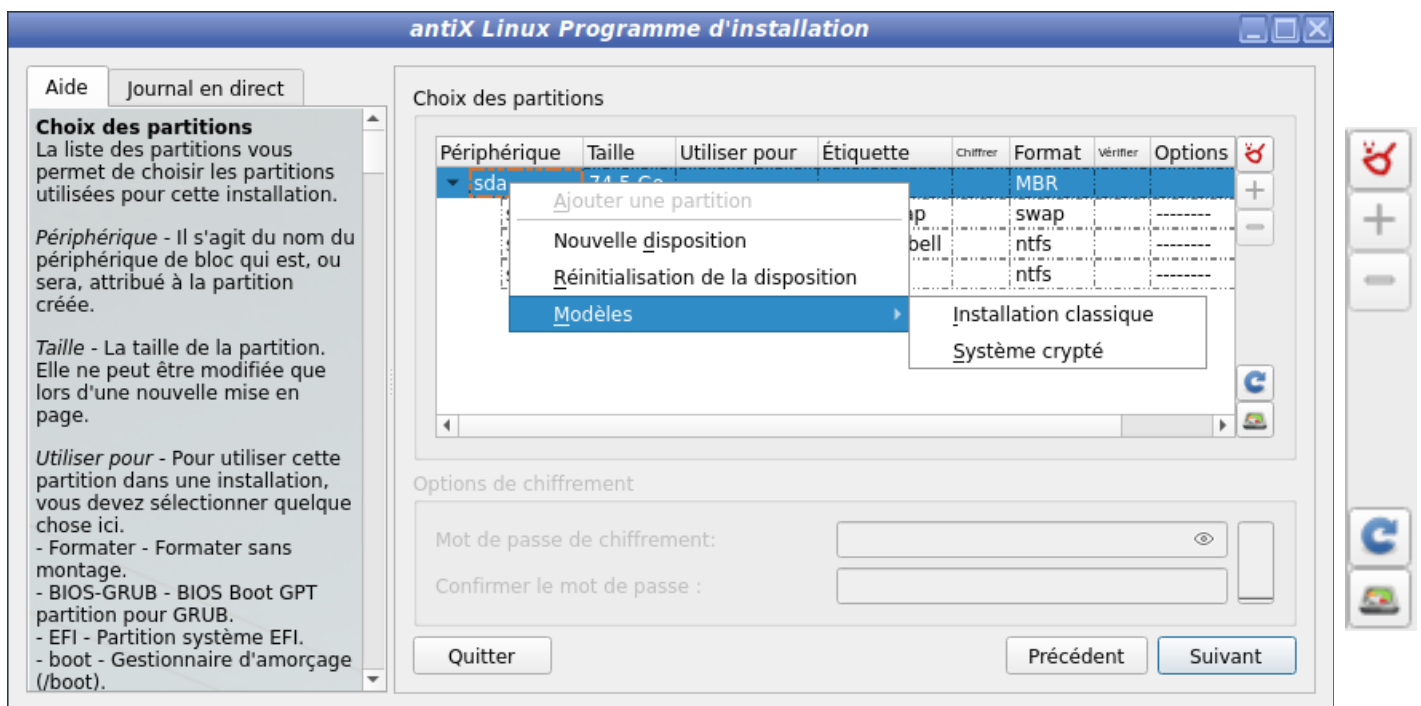 antiX Linux Programme d'installation
Aide
Journal en direct
Choix des partitions
La liste des partitions vous
permet de choisir les partitions
utilisées pour cette installation.
Périphérique - Il s'agit du nom du
périphérique de bloc qui est, ou
sera, attribué à la partition
créée.
Taille - La taille de la partition.
Elle ne peut être modifiée que
lors d'une nouvelle mise en
page.
Utiliser pour - Pour utiliser cette
partition dans une installation,
vous devez sélectionner quelque
chose ici.
- Formater - Formater sans
montage.
- BIOS-GRUB - BIOS Boot GPT
partition pour GRUB.
- EFI - Partition système EFI.
- boot - Gestionnaire d'amorçage
(/boot).
Choix des partitions
Périphérique Taille Utiliser pour Étiquette Chiffrer Format Vérifier Options
sda MBR
swap --------
ntfs --------
ntfs --------
Ajouter une partition
Nouvelle disposition
Réinitialisation de la disposition
Modèles
Installation classique
Système crypté
Options de chiffrement
Mot de passe de chiffrement:
Confirmer le mot de passe :
Quitter
Précédent
Suivant